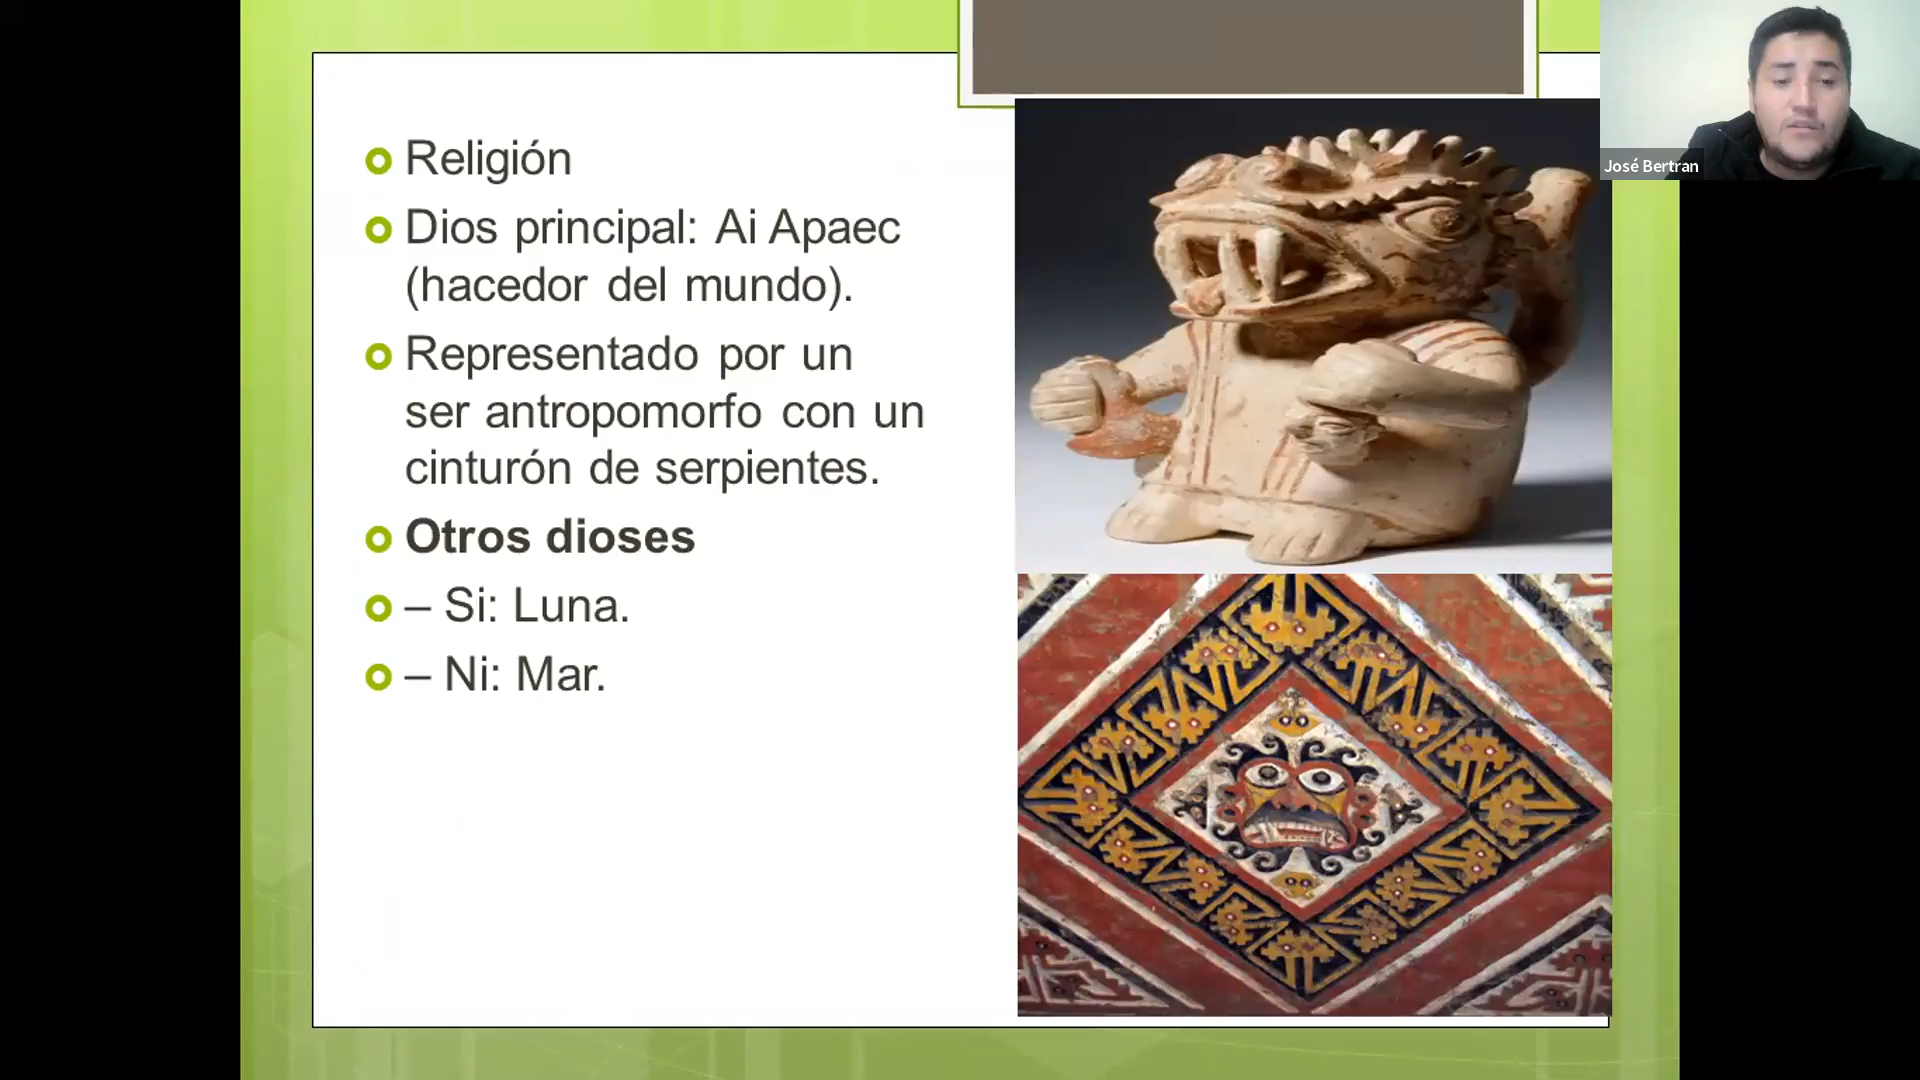 Religión
Dios principal: Ai Apaec
(hacedor del mundo).
Representado por un
ser antropomorfo con un
cinturón de serpientes.
Otros dioses
– Si: Luna.
– Ni: Mar.
José Bertran